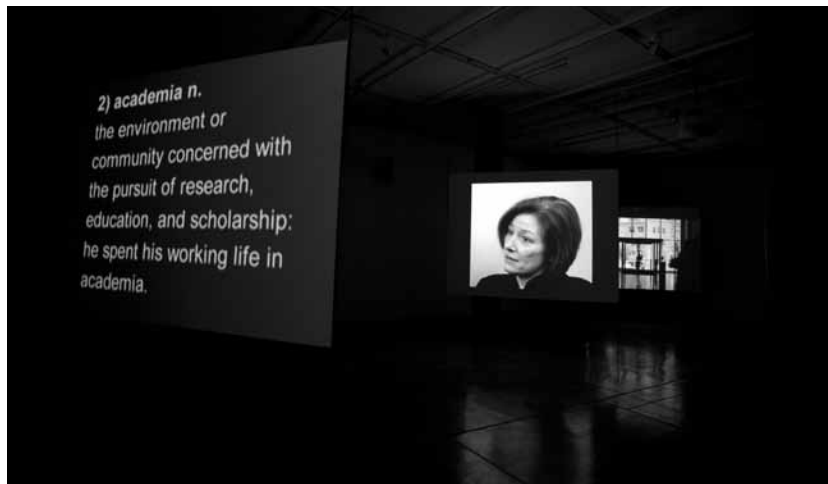 2) academia n.
the environment or
community concerned with
the pursuit of research,
education, and scholarship:
he spent his working life in
academia.